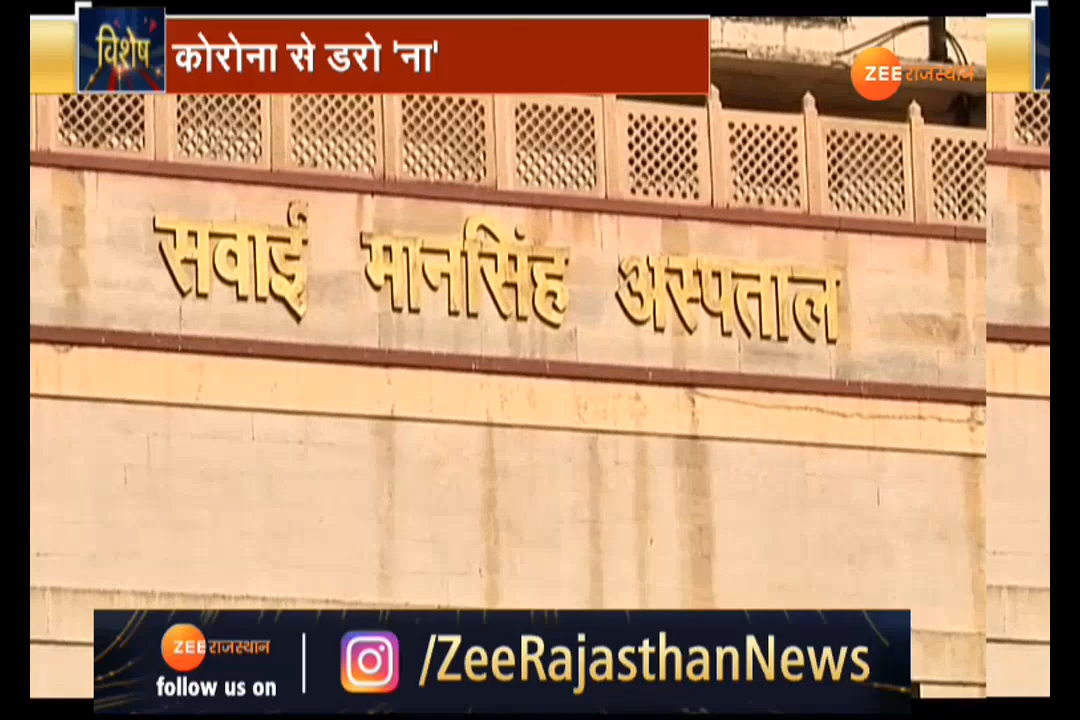 विशेष
कोरोना से डरो 'ना'
ZEE राजस्थान
सवाई मानसिंह अस्पताल
ZEE राजस्थान
follow us on
/ZeeRajasthanNews